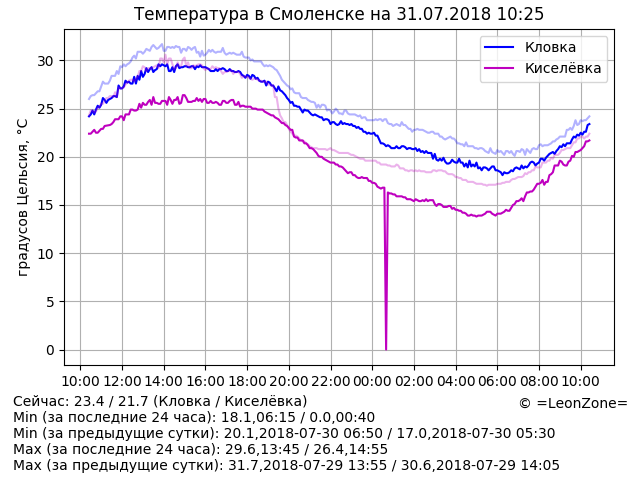 Температура в Смоленске на 31.07.2018 10:25
Кловка
Киселёвка
градусов Цельсия, °C
30
25
20
15
10
5
0
10:00 12:00 14:00 16:00 18:00 20:00 22:00 00:00 02:00 04:00 06:00 08:00 10:00
Сейчас: 23.4 / 21.7 (Кловка / Киселёвка)
© =LeonZone=
Min (за последние 24 часа): 18.1,06:15 / 0.0,00:40
Min (за предыдущие сутки): 20.1,2018-07-30 06:50 / 17.0,2018-07-30 05:30
Max (за последние 24 часа): 29.6,13:45 / 26.4,14:55
Max (за предыдущие сутки): 31.7,2018-07-29 13:55 / 30.6,2018-07-29 14:05